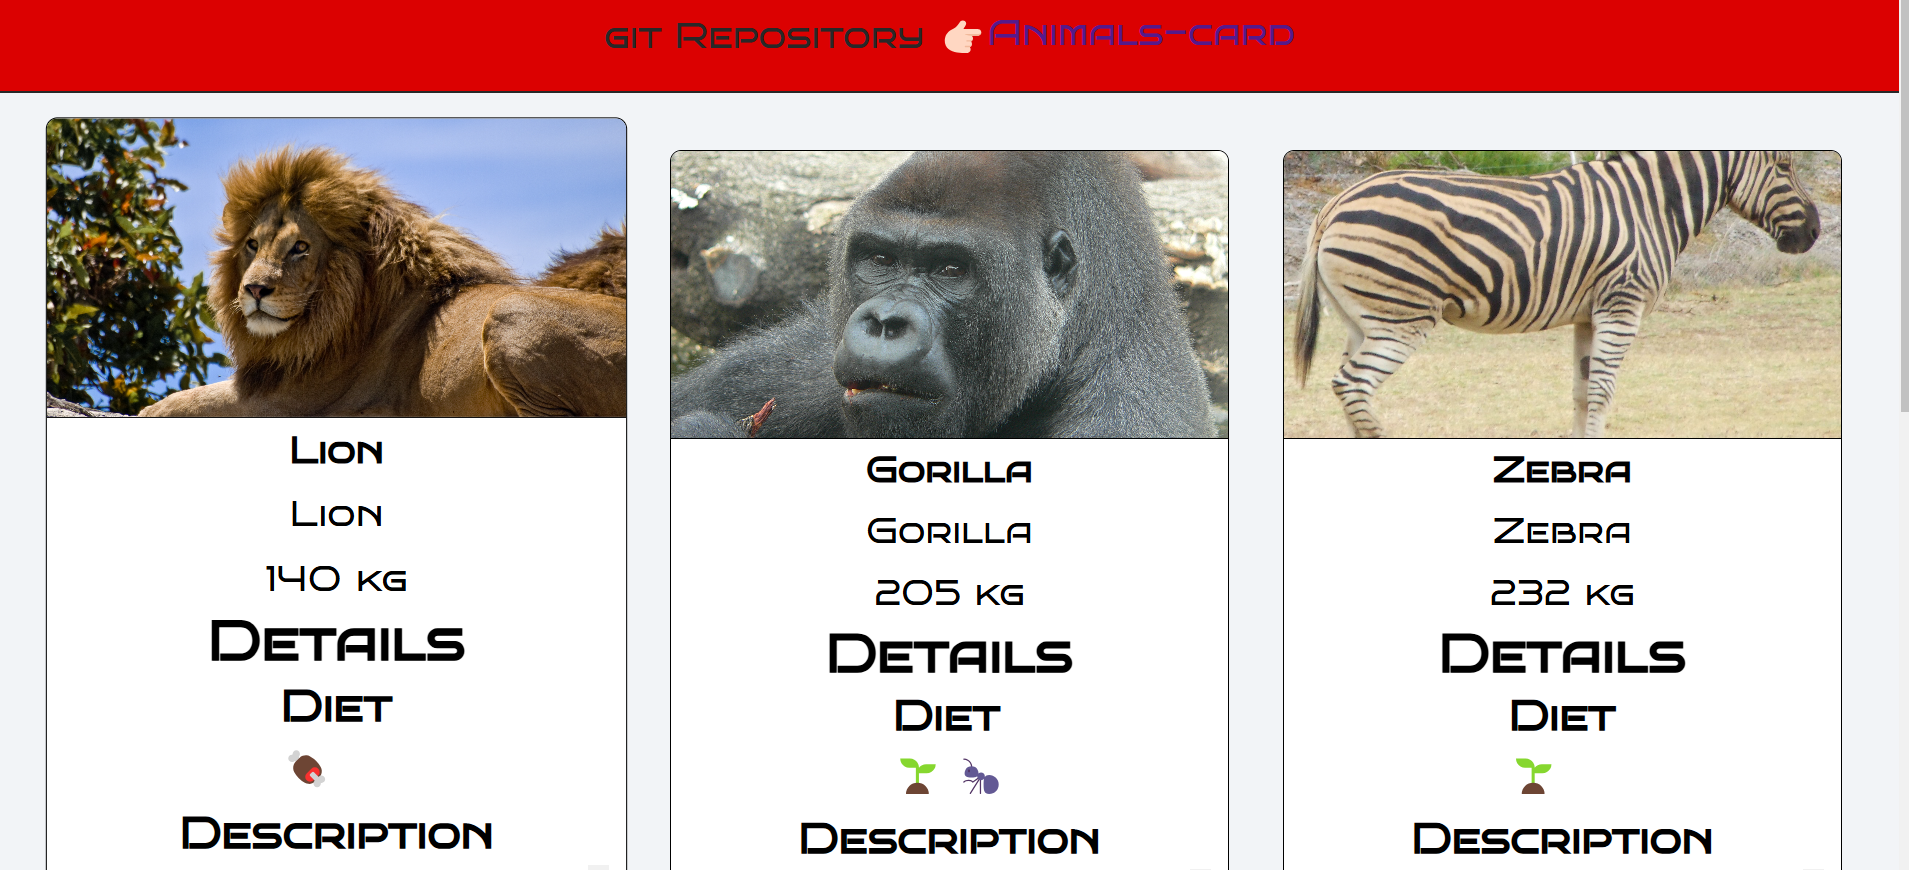 git Repository 👉Animals-card
Lion
Lion
140 kg
Details
Diet
Description
Gorilla
Gorilla
205 kg
Details
Diet
Description
Zebra
Zebra
232 kg
Details
Diet
Description